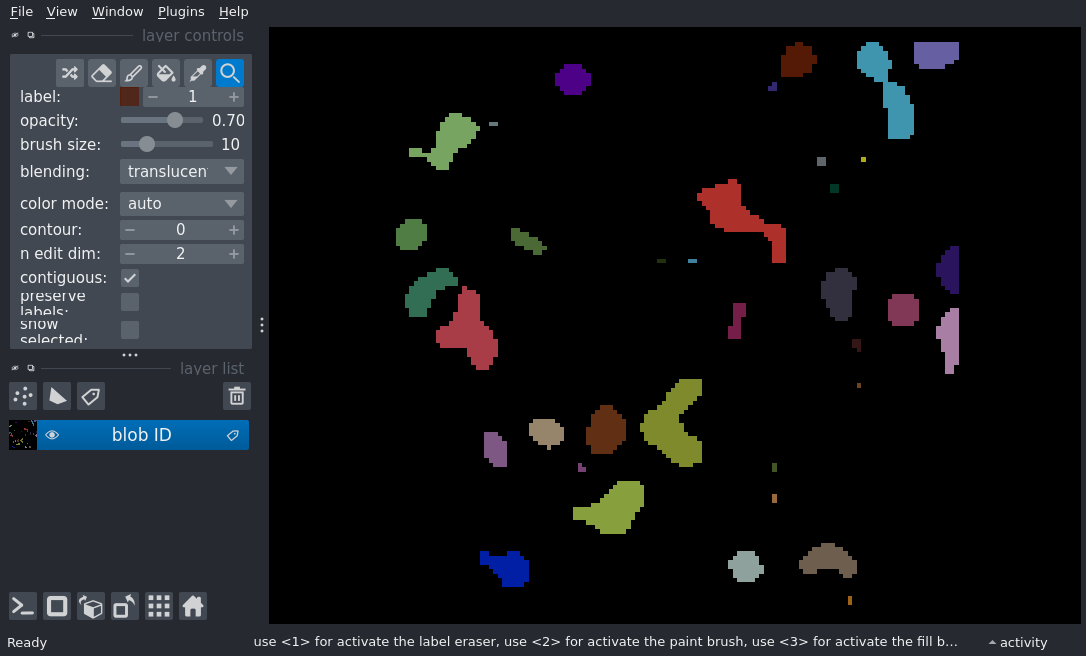 File View Window Plugins Help
layer controls
label: 1
opacity: 0.70
brush size: 10
blending: translucen
color mode: auto
contour: 0
n edit dim: 2
contiguous:
preserve
labels:
show
selected:
layer list
blob ID
Ready use <1> for activate the label eraser, use <2> for activate the paint brush, use <3> for activate the fill b... activity